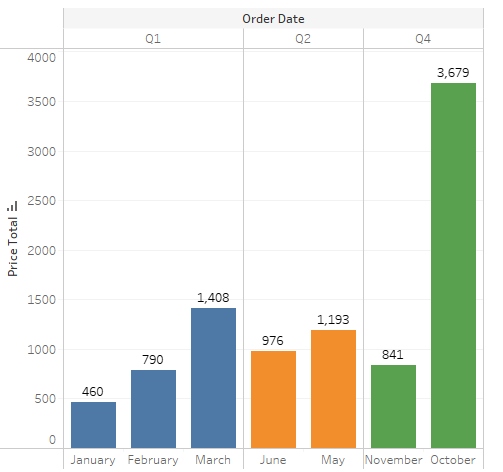 Order Date
Q1 Q2 Q4
Price Total
4000
3500
3000
2500
2000
1500
1000
500
0
460 790 1,408 976 1,193 841 3,679
January February March June May November October